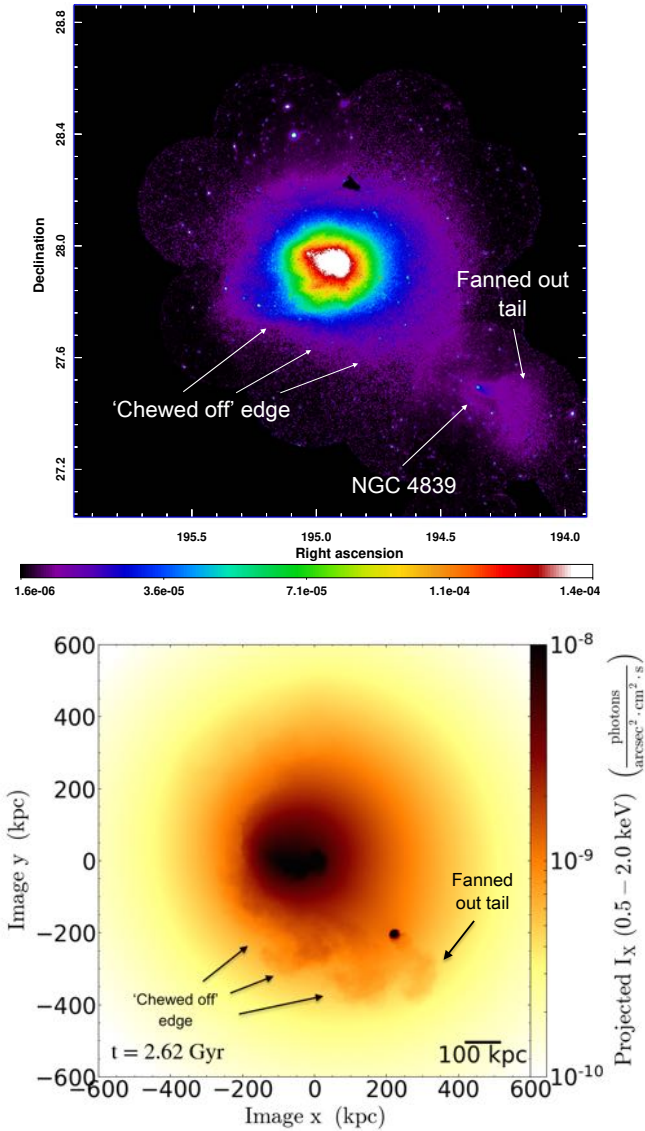 28.8
28.4
28.0
27.6
27.2
Declination
Fanned out
tail
‘Chewed off’ edge
NGC 4839
195.5
195.0
194.4
194.0
Right ascension
1.6e-06
3.6e-05
7.1e-05
1.1e-04
1.4e-04
600
400
200
0
−200
−400
−600
Image y (kpc)
Fanned
out tail
‘Chewed off’
edge
t = 2.62 Gyr
100 kpc
−600
−400
−200
0
200
400
600
Image x (kpc)
10⁻⁸
10⁻⁹
10⁻¹⁰
Projected I_X (0.5 − 2.0 keV) (photons / arcsec² · cm² · s)